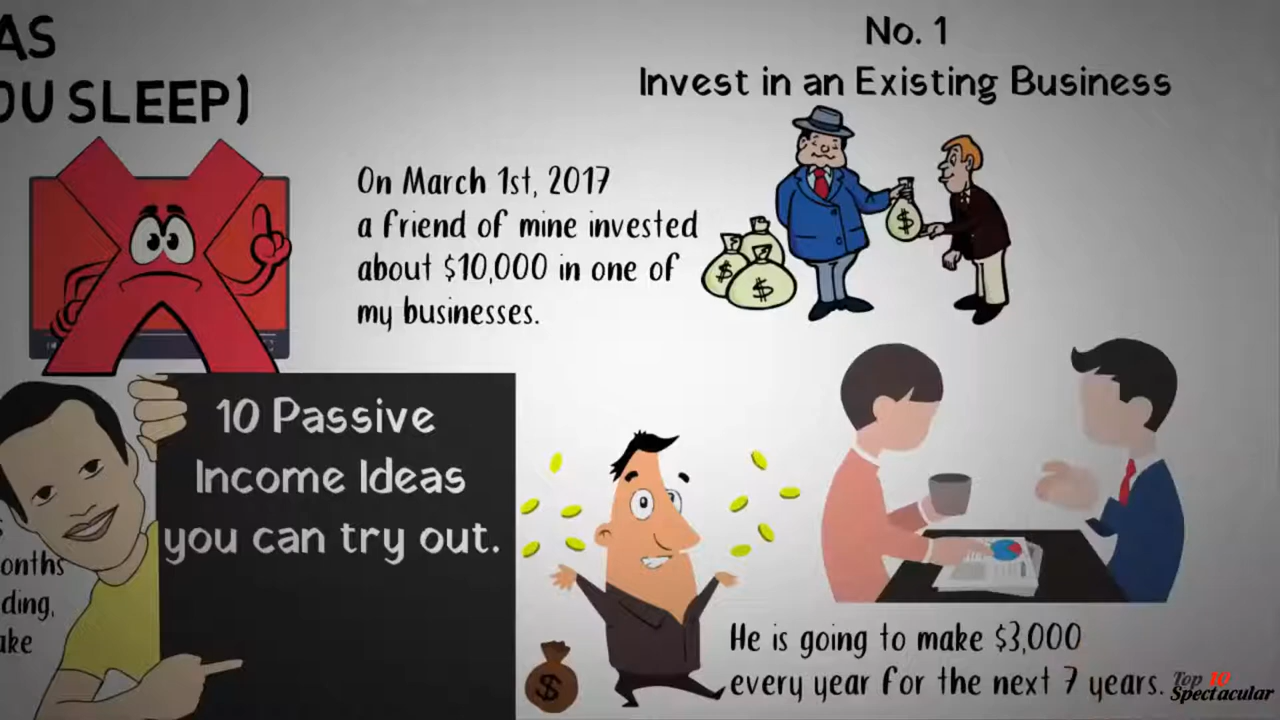 AS
OU SLEEP)
No. 1
Invest in an Existing Business
On March 1st, 2017
a friend of mine invested
about $10,000 in one of
my businesses.
$
$
$
$
10 Passive
Income Ideas
you can try out.
onths
ding,
ake
$
He is going to make $3,000
every year for the next 7 years.
Top 10
Spectacular